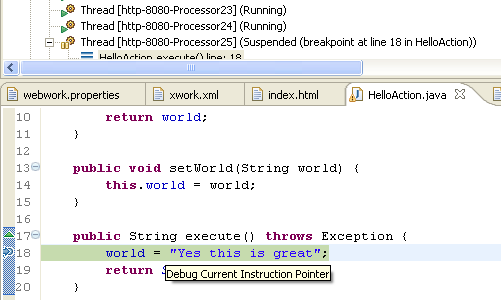 Thread [http-8080-Processor23] (Running)
Thread [http-8080-Processor24] (Running)
Thread [http-8080-Processor25] (Suspended (breakpoint at line 18 in HelloAction))
HelloAction.execute() line: 18
webwork.properties xwork.xml index.html HelloAction.java
10 return world;
11 }
12
13 public void setWorld(String world) {
14 this.world = world;
15 }
16
17 public String execute() throws Exception {
18 world = "Yes this is great";
19 return
Debug Current Instruction Pointer
20 }